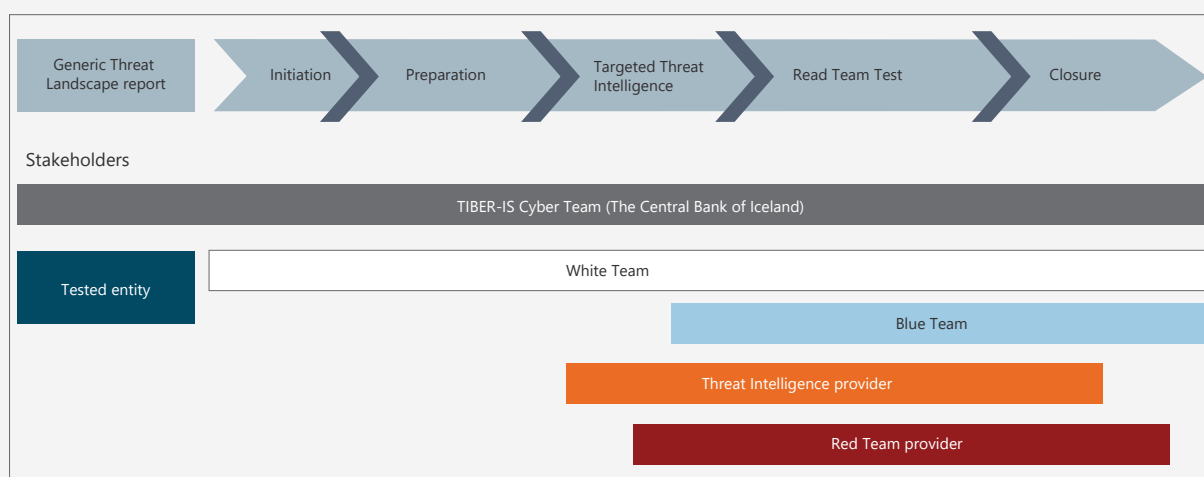 Generic Threat
Landscape report
Initiation
Preparation
Targeted Threat
Intelligence
Read Team Test
Closure
Stakeholders
TIBER-IS Cyber Team (The Central Bank of Iceland)
Tested entity
White Team
Blue Team
Threat Intelligence provider
Red Team provider